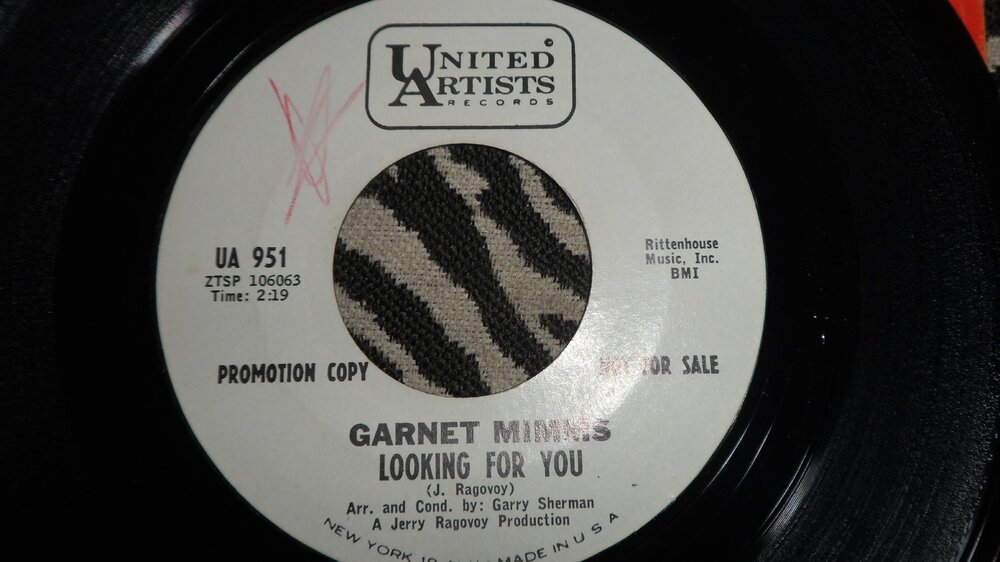 UNITED ARTISTS
RECORDS
UA 951
ZTSP 106063
Time: 2:19
Rittenhouse
Music, Inc.
BMI
PROMOTION COPY
NOT FOR SALE
GARNET MIMMS
LOOKING FOR YOU
(J. Ragovoy)
Arr. and Cond. by: Garry Sherman
A Jerry Ragovoy Production
NEW YORK MADE IN U S A